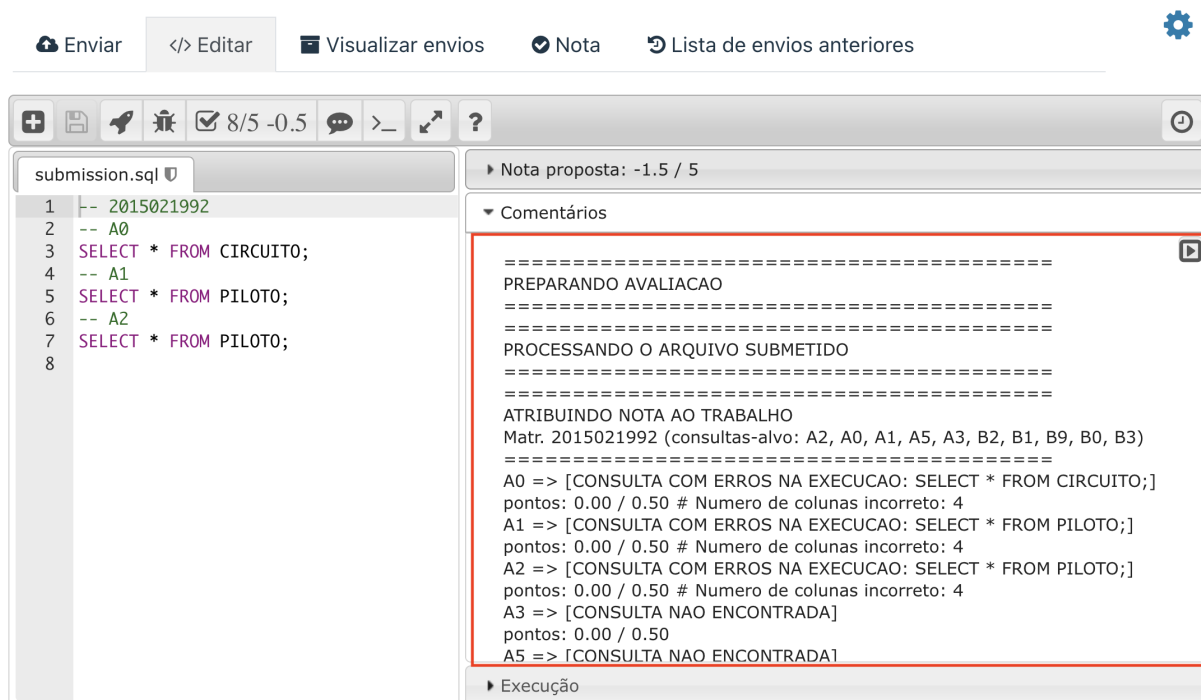 Enviar </> Editar Visualizar envios Nota Lista de envios anteriores
8/5 -0.5 >_ ?
submission.sql
1 -- 2015021992
2 -- A0
3 SELECT * FROM CIRCUITO;
4 -- A1
5 SELECT * FROM PILOTO;
6 -- A2
7 SELECT * FROM PILOTO;
8
Nota proposta: -1.5 / 5
Comentários
========================================
PREPARANDO AVALIACAO
========================================
========================================
PROCESSANDO O ARQUIVO SUBMETIDO
========================================
========================================
ATRIBUINDO NOTA AO TRABALHO
Matr. 2015021992 (consultas-alvo: A2, A0, A1, A5, A3, B2, B1, B9, B0, B3)
========================================
A0 => [CONSULTA COM ERROS NA EXECUCAO: SELECT * FROM CIRCUITO;]
pontos: 0.00 / 0.50 # Numero de colunas incorreto: 4
A1 => [CONSULTA COM ERROS NA EXECUCAO: SELECT * FROM PILOTO;]
pontos: 0.00 / 0.50 # Numero de colunas incorreto: 4
A2 => [CONSULTA COM ERROS NA EXECUCAO: SELECT * FROM PILOTO;]
pontos: 0.00 / 0.50 # Numero de colunas incorreto: 4
A3 => [CONSULTA NAO ENCONTRADA]
pontos: 0.00 / 0.50
A5 => [CONSULTA NAO ENCONTRADA]
Execução